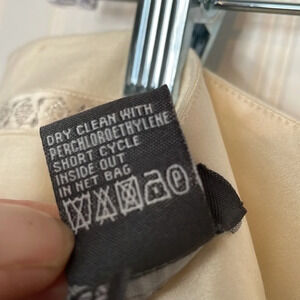 DRY CLEAN WITH
PERCHLOROETHYLENE
SHORT CYCLE
INSIDE OUT
IN NET BAG